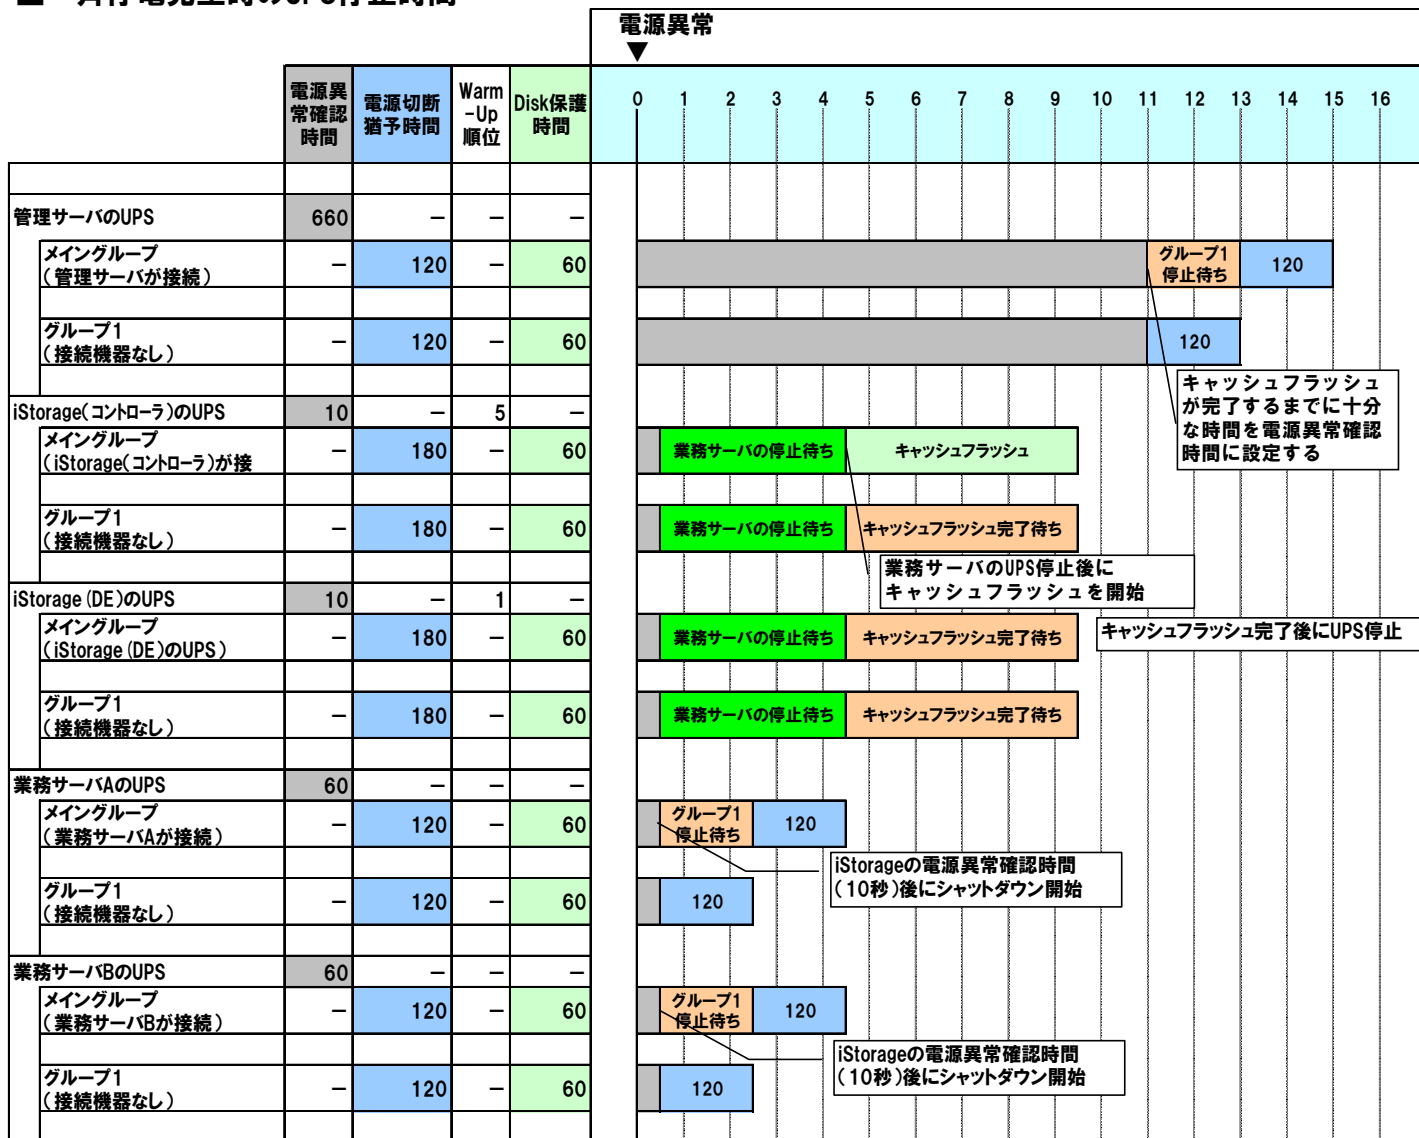 停電発生時のUPS停止時間
電源異常
▼
電源異常確認時間 電源切断猶予時間 Warm-Up順位 Disk保護時間 0 1 2 3 4 5 6 7 8 9 10 11 12 13 14 15 16
管理サーバのUPS 660 － － －
メイングループ
（管理サーバが接続） － 120 － 60 グループ1停止待ち 120
グループ1
（接続機器なし） － 120 － 60 120
キャッシュフラッシュ
が完了するまでに十分
な時間を電源異常確認
時間に設定する
iStorage(コントローラ)のUPS 10 － 5 －
メイングループ
（iStorage(コントローラ)が接 － 180 － 60 業務サーバの停止待ち キャッシュフラッシュ
グループ1
（接続機器なし） － 180 － 60 業務サーバの停止待ち キャッシュフラッシュ完了待ち
業務サーバのUPS停止後に
キャッシュフラッシュを開始
iStorage(DE)のUPS 10 － 1 －
メイングループ
（iStorage(DE)のUPS） － 180 － 60 業務サーバの停止待ち キャッシュフラッシュ完了待ち
キャッシュフラッシュ完了後にUPS停止
グループ1
（接続機器なし） － 180 － 60 業務サーバの停止待ち キャッシュフラッシュ完了待ち
業務サーバAのUPS 60 － － －
メイングループ
（業務サーバAが接続） － 120 － 60 グループ1停止待ち 120
iStorageの電源異常確認時間
（10秒）後にシャットダウン開始
グループ1
（接続機器なし） － 120 － 60 120
業務サーバBのUPS 60 － － －
メイングループ
（業務サーバBが接続） － 120 － 60 グループ1停止待ち 120
iStorageの電源異常確認時間
（10秒）後にシャットダウン開始
グループ1
（接続機器なし） － 120 － 60 120